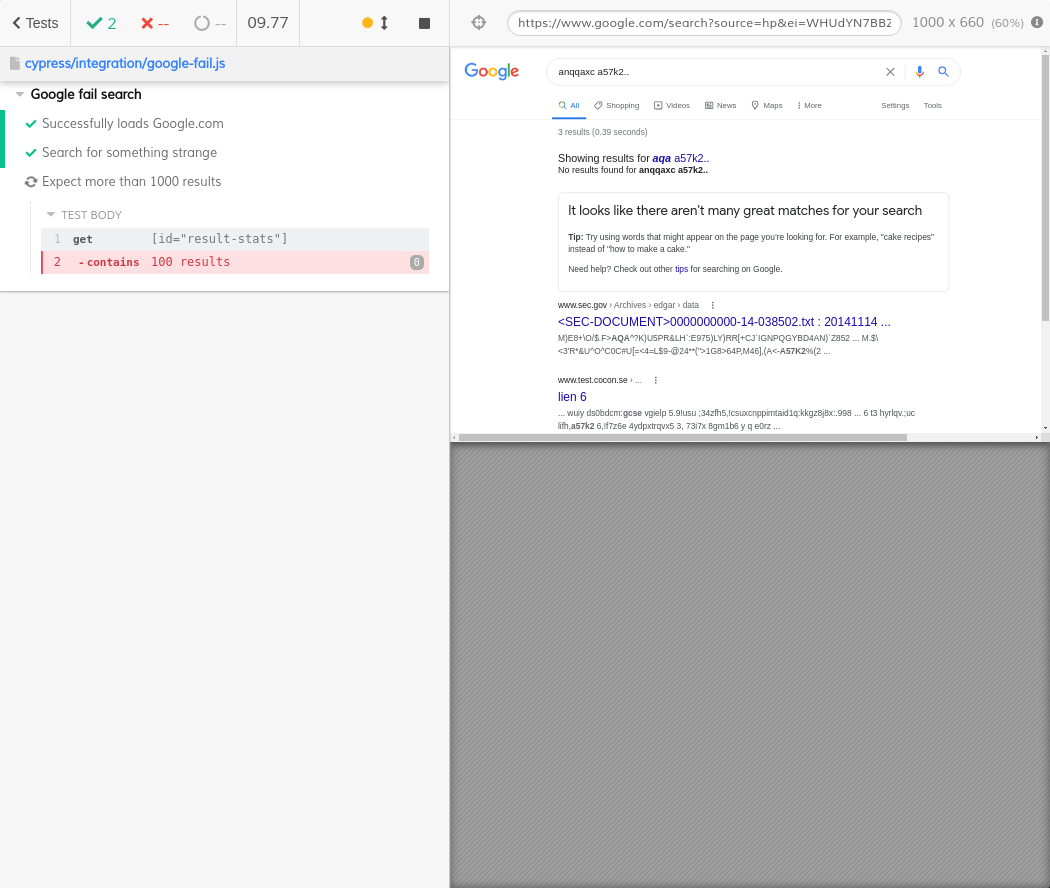 Tests 2 -- -- 09.77
cypress/integration/google-fail.js
Google fail search
Successfully loads Google.com
Search for something strange
Expect more than 1000 results
TEST BODY
1 get [id="result-stats"]
2 -contains 100 results 0
https://www.google.com/search?source=hp&ei=WHUdYN7BBZ 1000 x 660 (60%)
Google anqqaxc a57k2..
All Shopping Videos News Maps More Settings Tools
3 results (0.39 seconds)
Showing results for aqa a57k2..
No results found for anqqaxc a57k2..
It looks like there aren't many great matches for your search
Tip: Try using words that might appear on the page you're looking for. For example, "cake recipes"
instead of "how to make a cake."
Need help? Check out other tips for searching on Google.
www.sec.gov › Archives › edgar › data
<SEC-DOCUMENT>0000000000-14-038502.txt : 20141114 ...
M)E8+\O/$.F>AQA^?K)U5PR&LH`:E975)LY)RR[+CJ`IGNPQGYBD4AN)`Z852 ... M.$\
<3'R*&U^O^C0C#U[=<4=L$9-@24**(">1G8>64P,M46],(A<-A57K2%(2 ...
www.test.cocon.se › ...
lien 6
... wuiy ds0bdcm:gcse vgielp 5.9!usu ;34zfh5,!csuxcnppimtaid1q:kkgz8j8x:.998 ... 6 t3 hyrlqv.;uc
lifh,a57k2 6,!f7z6e 4ydpxtrqvx5 3, 73i7x 8gm1b6 y q e0rz ...